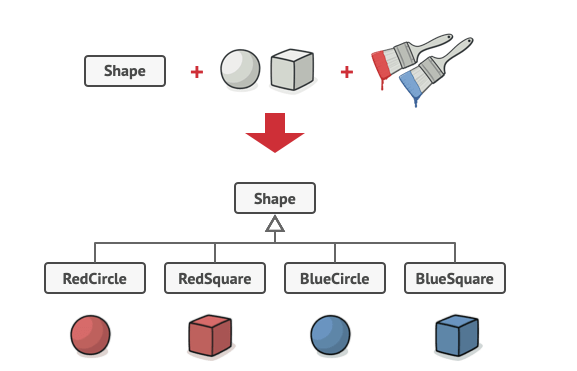 Shape + +
Shape
RedCircle RedSquare BlueCircle BlueSquare